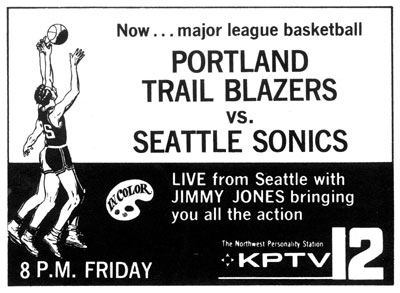 Now... major league basketball
PORTLAND
TRAIL BLAZERS
vs.
SEATTLE SONICS
IN COLOR
LIVE from Seattle with
JIMMY JONES bringing
you all the action
The Northwest Personality Station
KPTV 12
8 P.M. FRIDAY